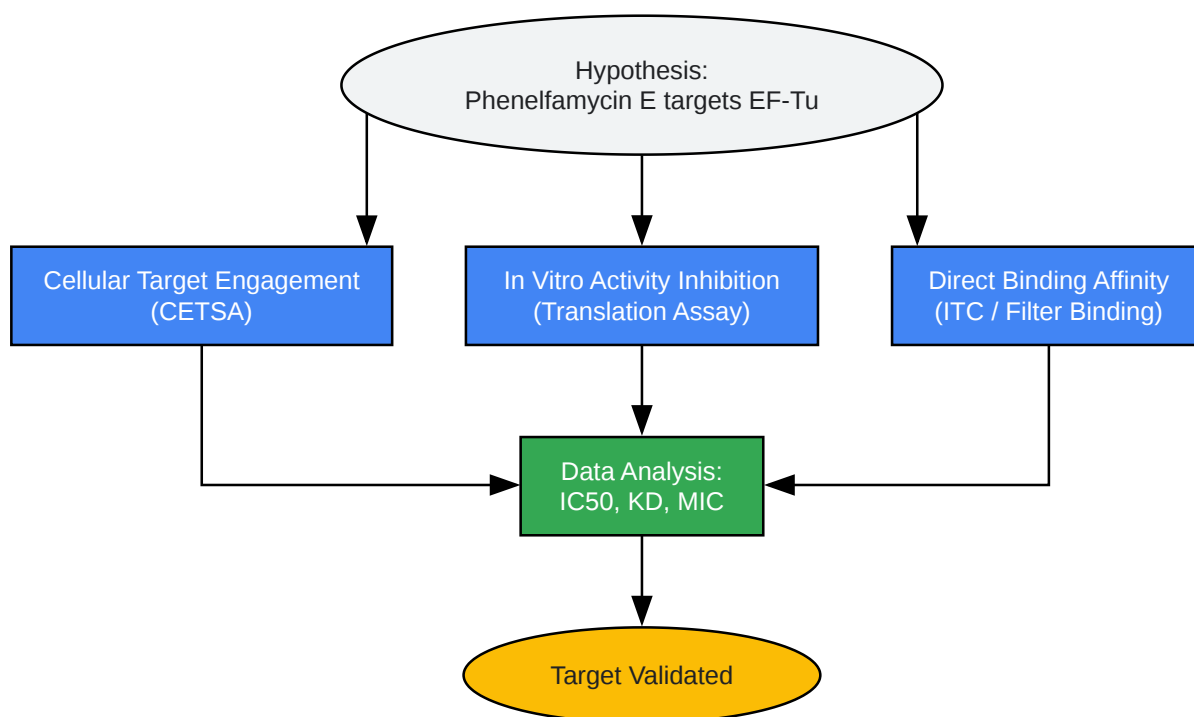 Hypothesis:
Phenelfamycin E targets EF-Tu
Cellular Target Engagement
(CETSA)
In Vitro Activity Inhibition
(Translation Assay)
Direct Binding Affinity
(ITC / Filter Binding)
Data Analysis:
IC50, KD, MIC
Target Validated